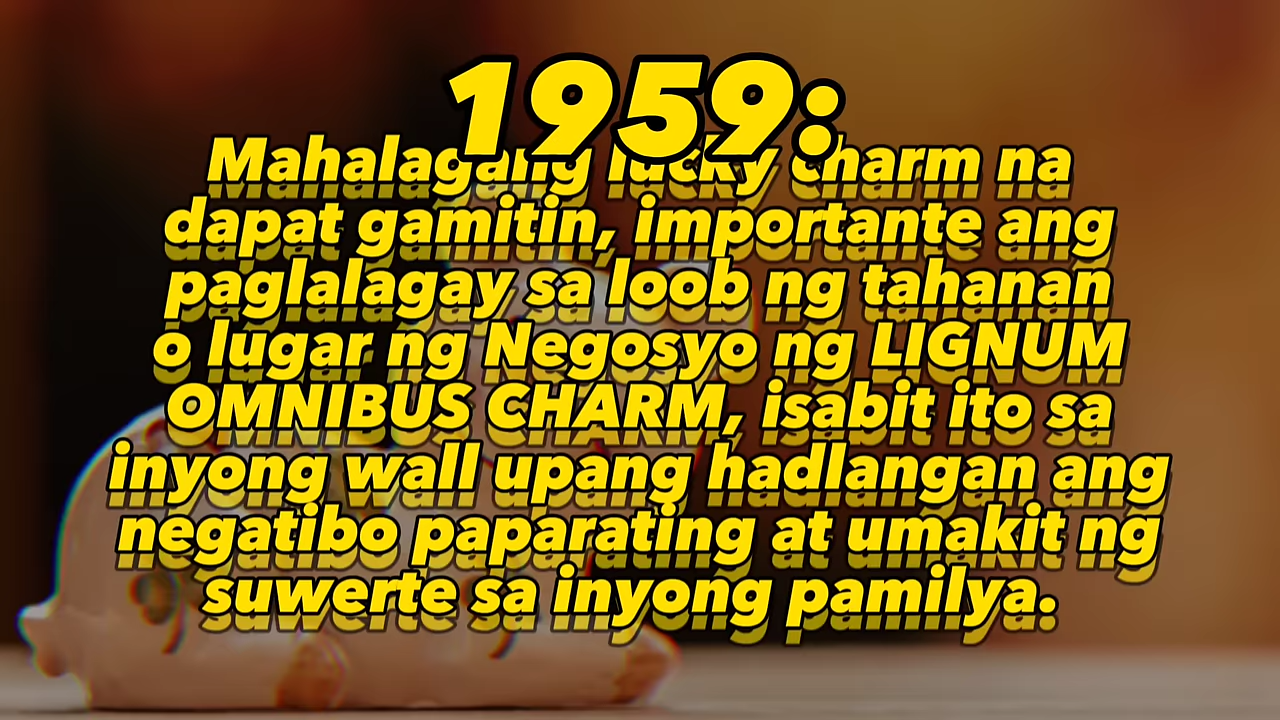 1959:
Mahalagang lucky charm na
dapat gamitin, importante ang
paglalagay sa loob ng tahanan
o lugar ng Negosyo ng LIGNUM
OMNIBUS CHARM, isabit ito sa
inyong wall upang hadlangan ang
negatibo paparating at umakit ng
suwerte sa inyong pamilya.